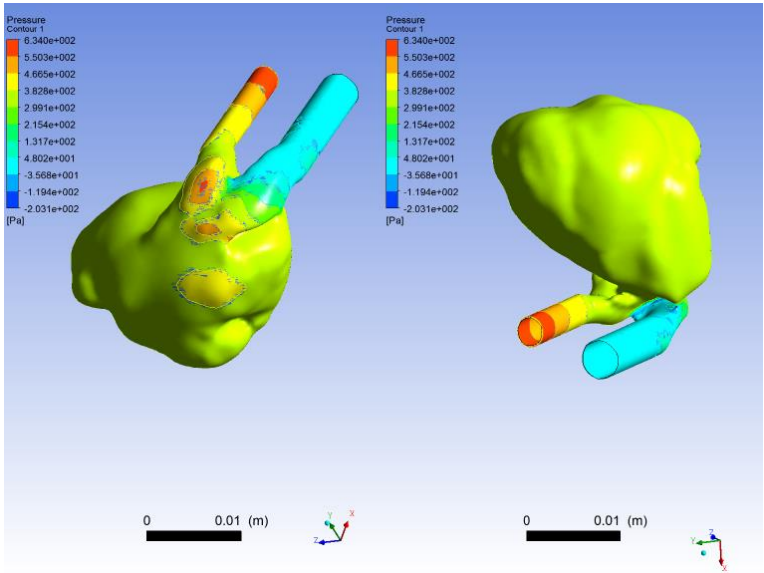 Pressure
Contour 1
6.340e+002
5.503e+002
4.665e+002
3.828e+002
2.991e+002
2.154e+002
1.317e+002
4.802e+001
-3.568e+001
-1.194e+002
-2.031e+002
[Pa]
0 0.01 (m)
Y X
Z
Pressure
Contour 1
6.340e+002
5.503e+002
4.665e+002
3.828e+002
2.991e+002
2.154e+002
1.317e+002
4.802e+001
-3.568e+001
-1.194e+002
-2.031e+002
[Pa]
0 0.01 (m)
Z
Y
X